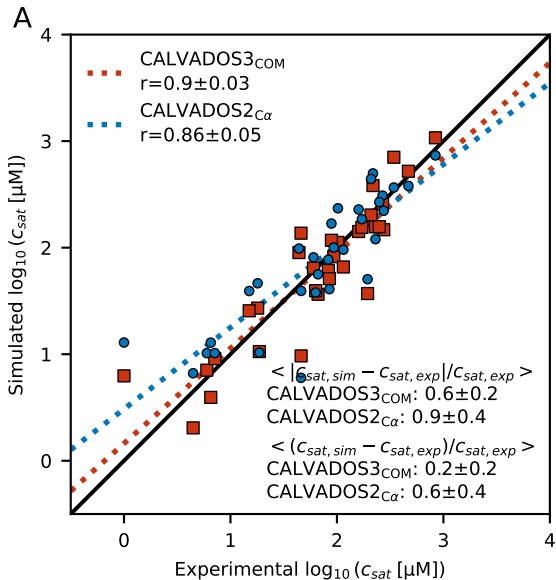 A
CALVADOS3COM
r=0.9±0.03
CALVADOS2Cα
r=0.86±0.05
4
3
2
1
0
Simulated log10 (csat [µM])
< |csat,sim − csat,exp|/csat,exp >
CALVADOS3COM: 0.6±0.2
CALVADOS2Cα: 0.9±0.4
< (csat,sim − csat,exp)/csat,exp >
CALVADOS3COM: 0.2±0.2
CALVADOS2Cα: 0.6±0.4
0 1 2 3 4
Experimental log10 (csat [µM])